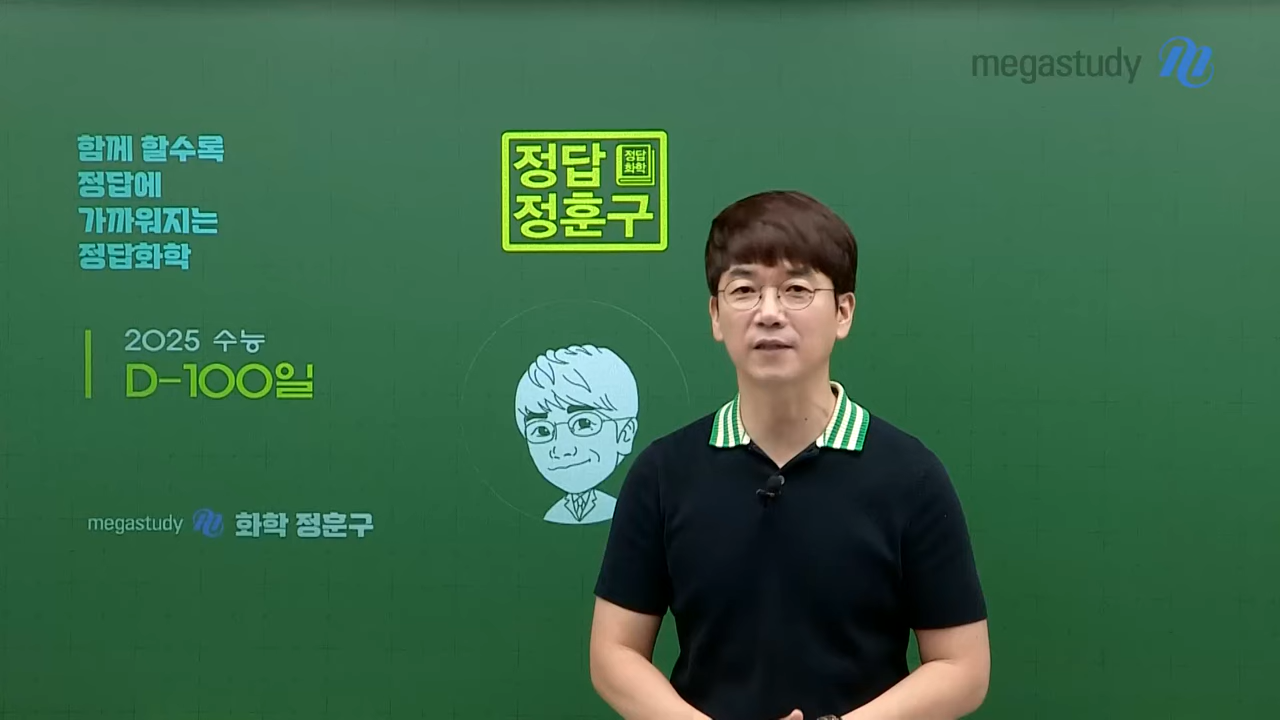 megastudy
함께 할수록
정답에
가까워지는
정답화학
정답
정답
화학
정훈구
2025 수능
D-100일
megastudy 화학 정훈구